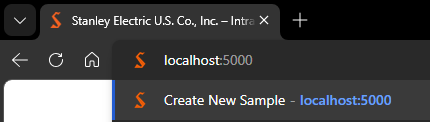 Stanley Electric U.S. Co., Inc. – Intra
localhost:5000
Create New Sample - localhost:5000